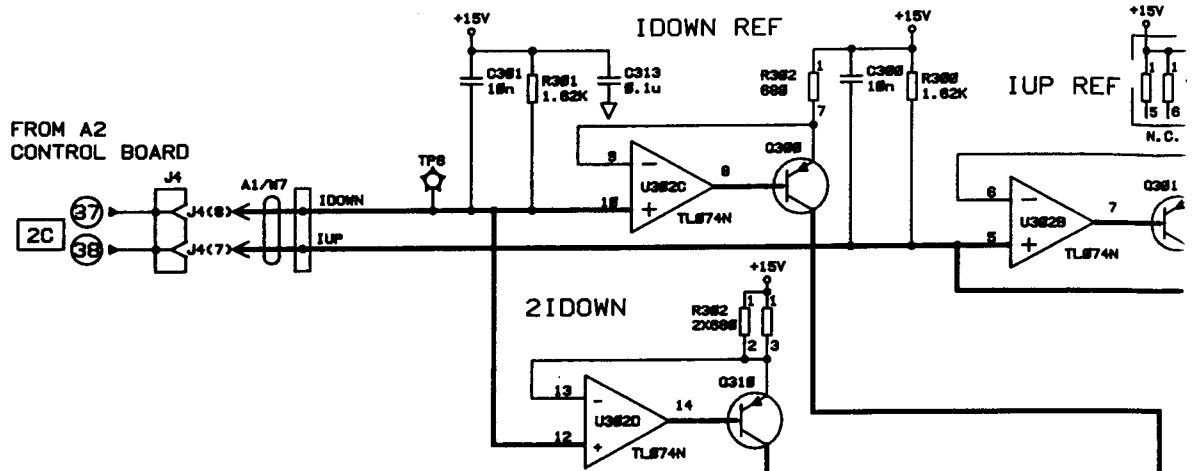 +15V
IDOWN REF
+15V
+15V
C301
10n
R301
1.62K
C313
0.1u
R302
680
1
7
C300
10n
R300
1.62K
IUP REF
1
1
5
6
N.C.
FROM A2
CONTROL BOARD
J4
A1/W7
TP8
9
−
U302C
10
+
8
TL074N
Q300
6
−
U302B
5
+
7
TL074N
Q301
37
J4(8)
IDOWN
2C
38
J4(7)
IUP
2IDOWN
+15V
R302
2X680
1
1
2
3
13
−
U302D
12
+
14
TL074N
Q310